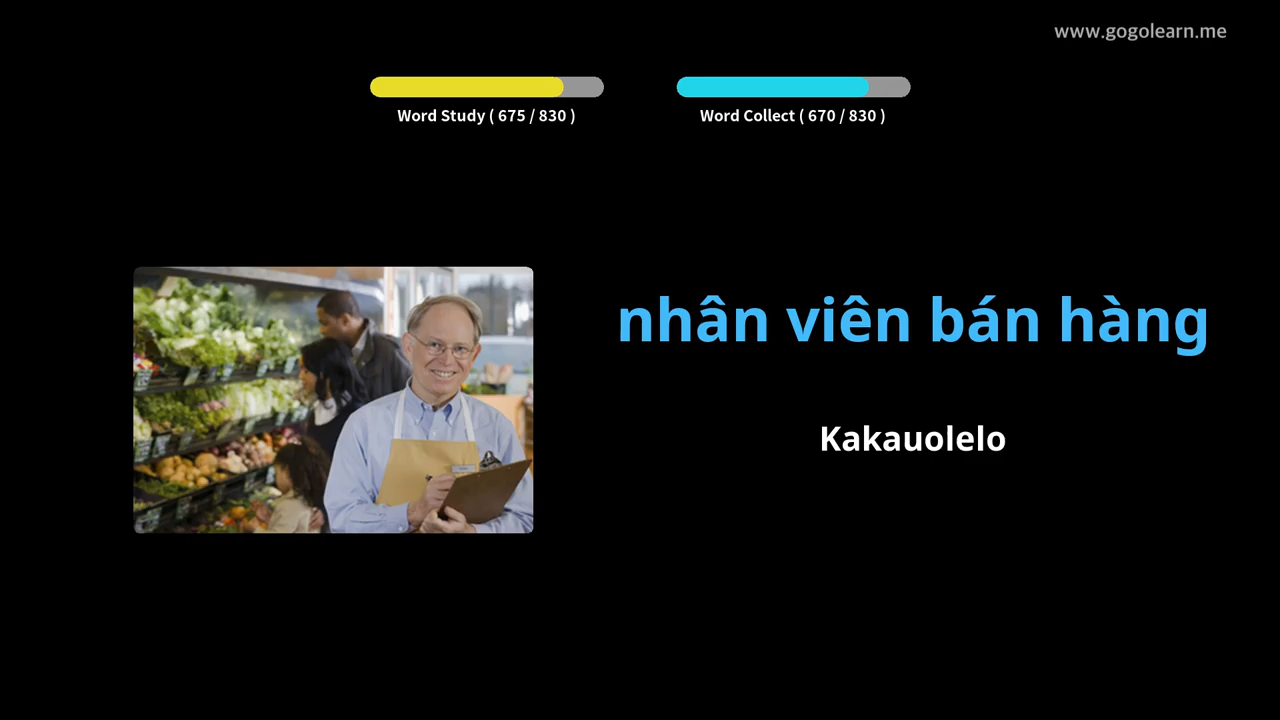 www.gogolearn.me
Word Study ( 675 / 830 )
Word Collect ( 670 / 830 )
nhân viên bán hàng
Kakauolelo